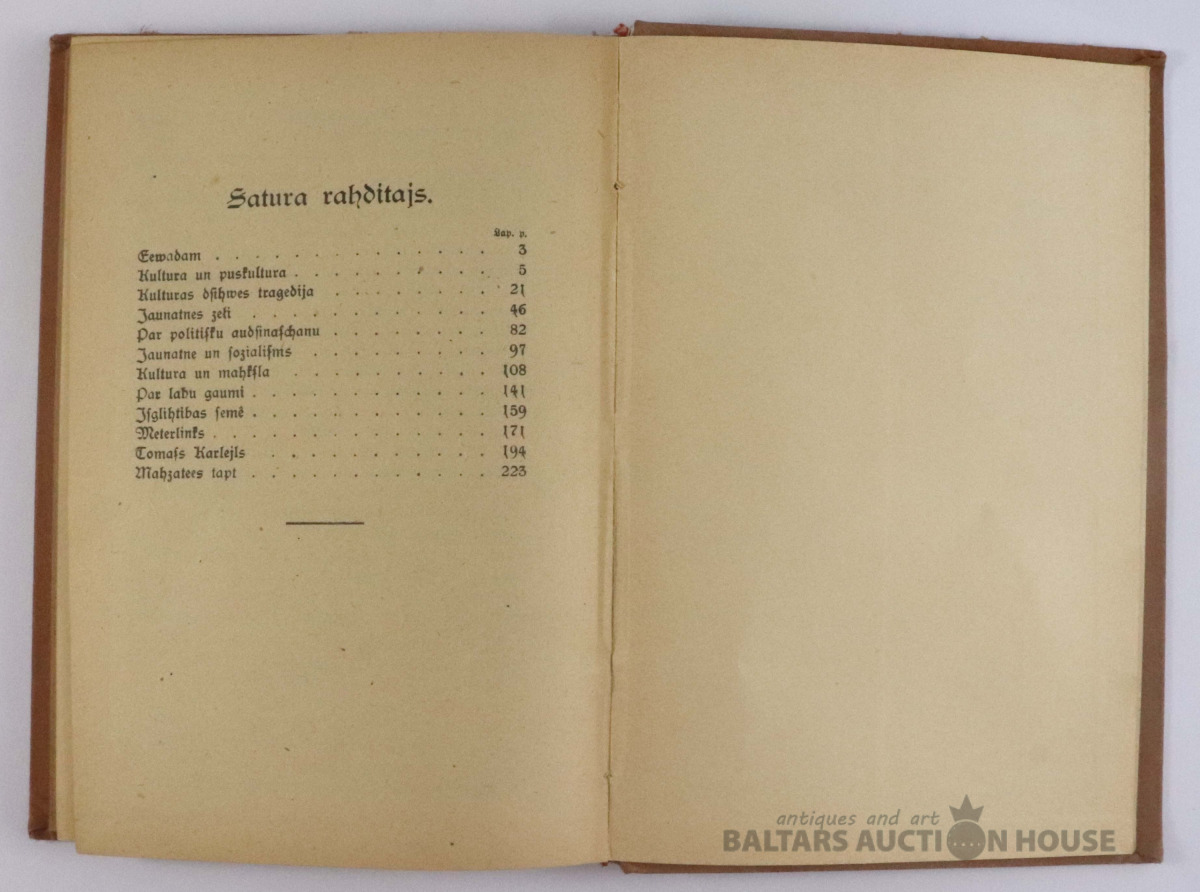 Satura rahditajs.
Lap. p.
Eewadam . . . . . . . . . . . . . . 3
Kultura un puskultura . . . . . . . . . . 5
Kulturas dsihwes tragedija . . . . . . . . 21
Jaunatnes zeli . . . . . . . . . . . . 46
Par politisku audsinaschanu . . . . . . . . 82
Jaunatne un sozialisms . . . . . . . . . 97
Kultura un mahksla . . . . . . . . . . 108
Par labu gaumi . . . . . . . . . . . . 141
Isglihtibas semê . . . . . . . . . . . . 159
Meterlinks . . . . . . . . . . . . . . 171
Tomass Karlejls . . . . . . . . . . . 194
Mahzatees tapt . . . . . . . . . . . . 223
antiques and art
BALTARS AUCTION HOUSE